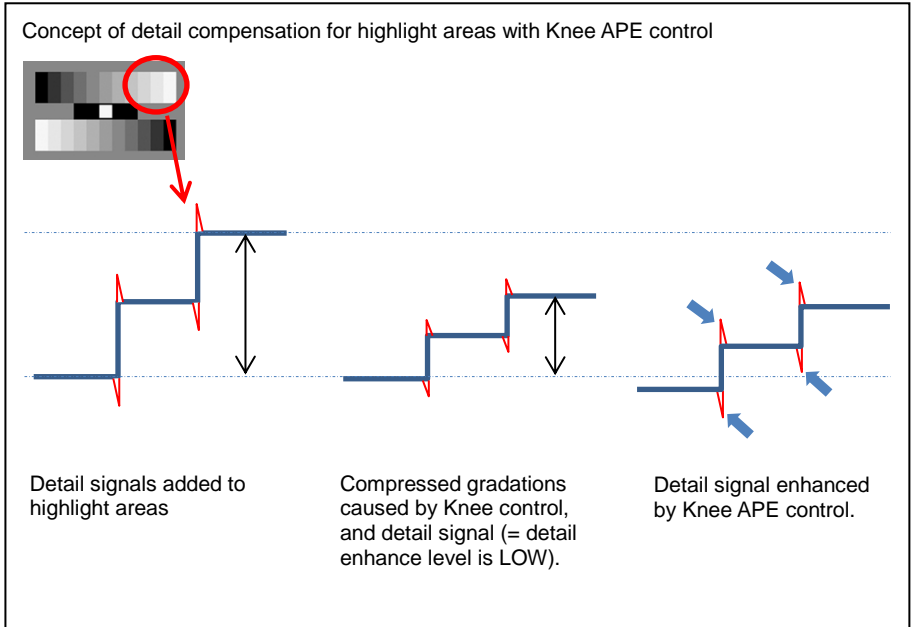 Concept of detail compensation for highlight areas with Knee APE control
Detail signals added to
highlight areas
Compressed gradations
caused by Knee control,
and detail signal (= detail
enhance level is LOW).
Detail signal enhanced
by Knee APE control.